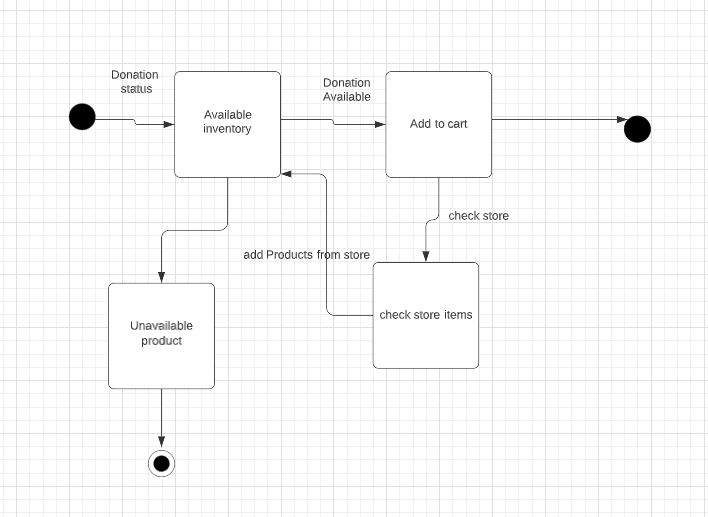 Donation
status
Available
inventory
Donation
Available
Add to cart
check store
add Products from store
check store items
Unavailable
product